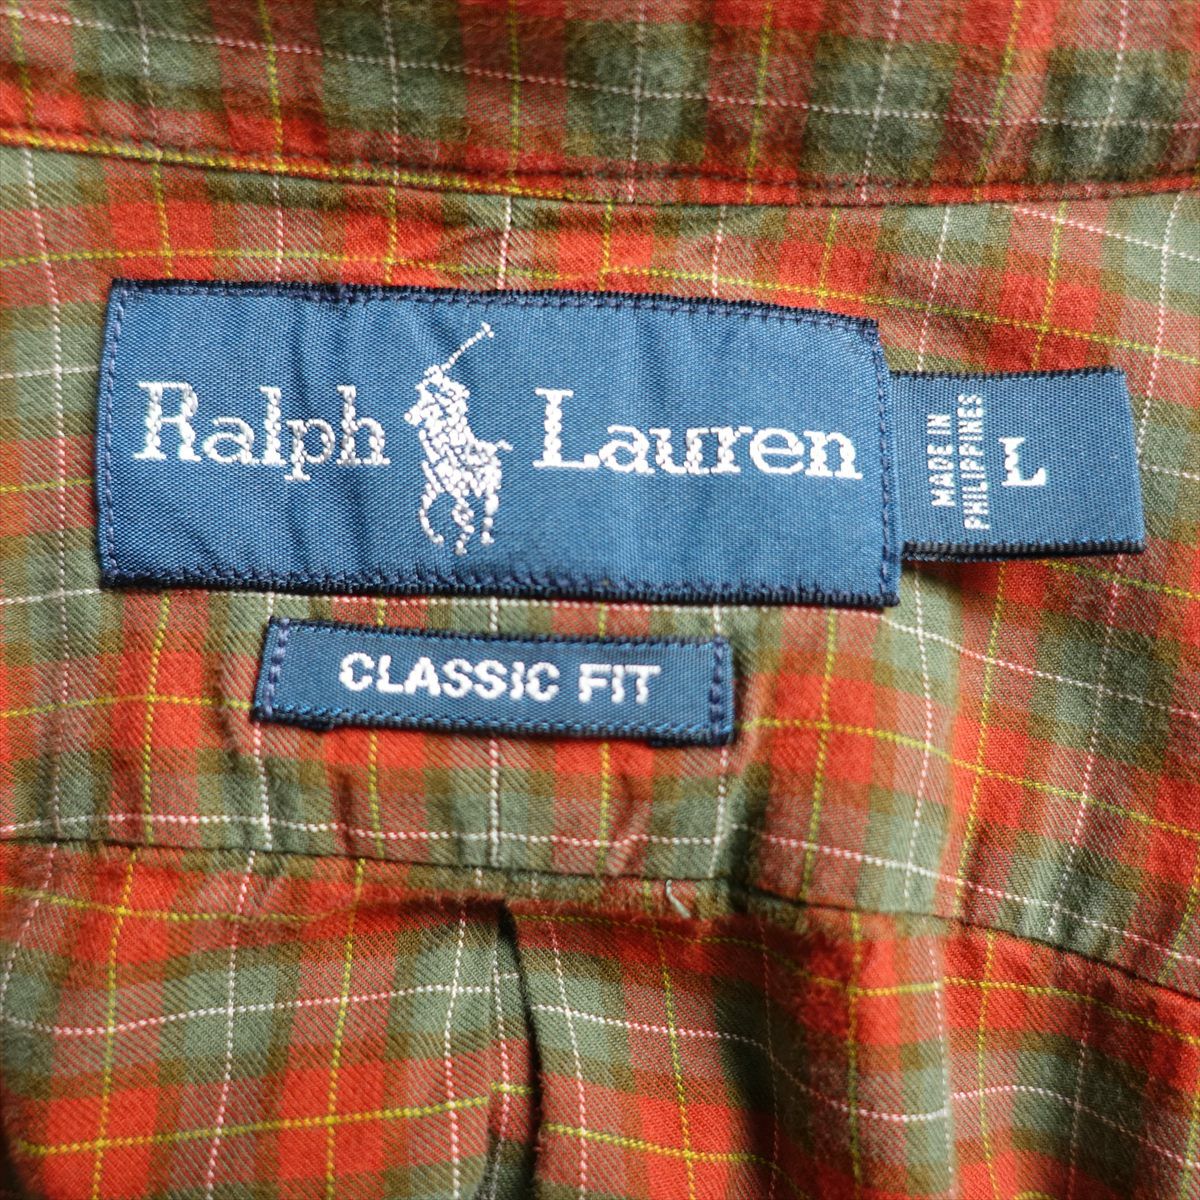 Ralph Lauren
MADE IN
PHILIPPINES
L
CLASSIC FIT